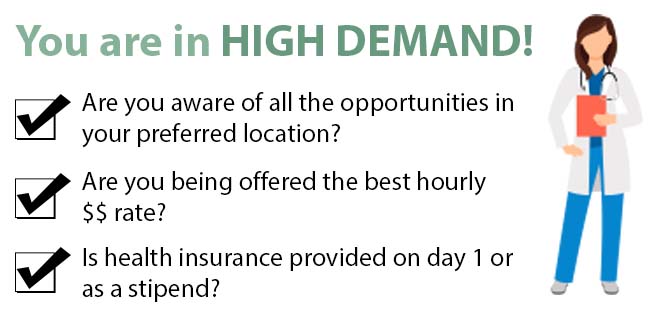 You are in HIGH DEMAND!
Are you aware of all the opportunities in
your preferred location?
Are you being offered the best hourly
$$ rate?
Is health insurance provided on day 1 or
as a stipend?